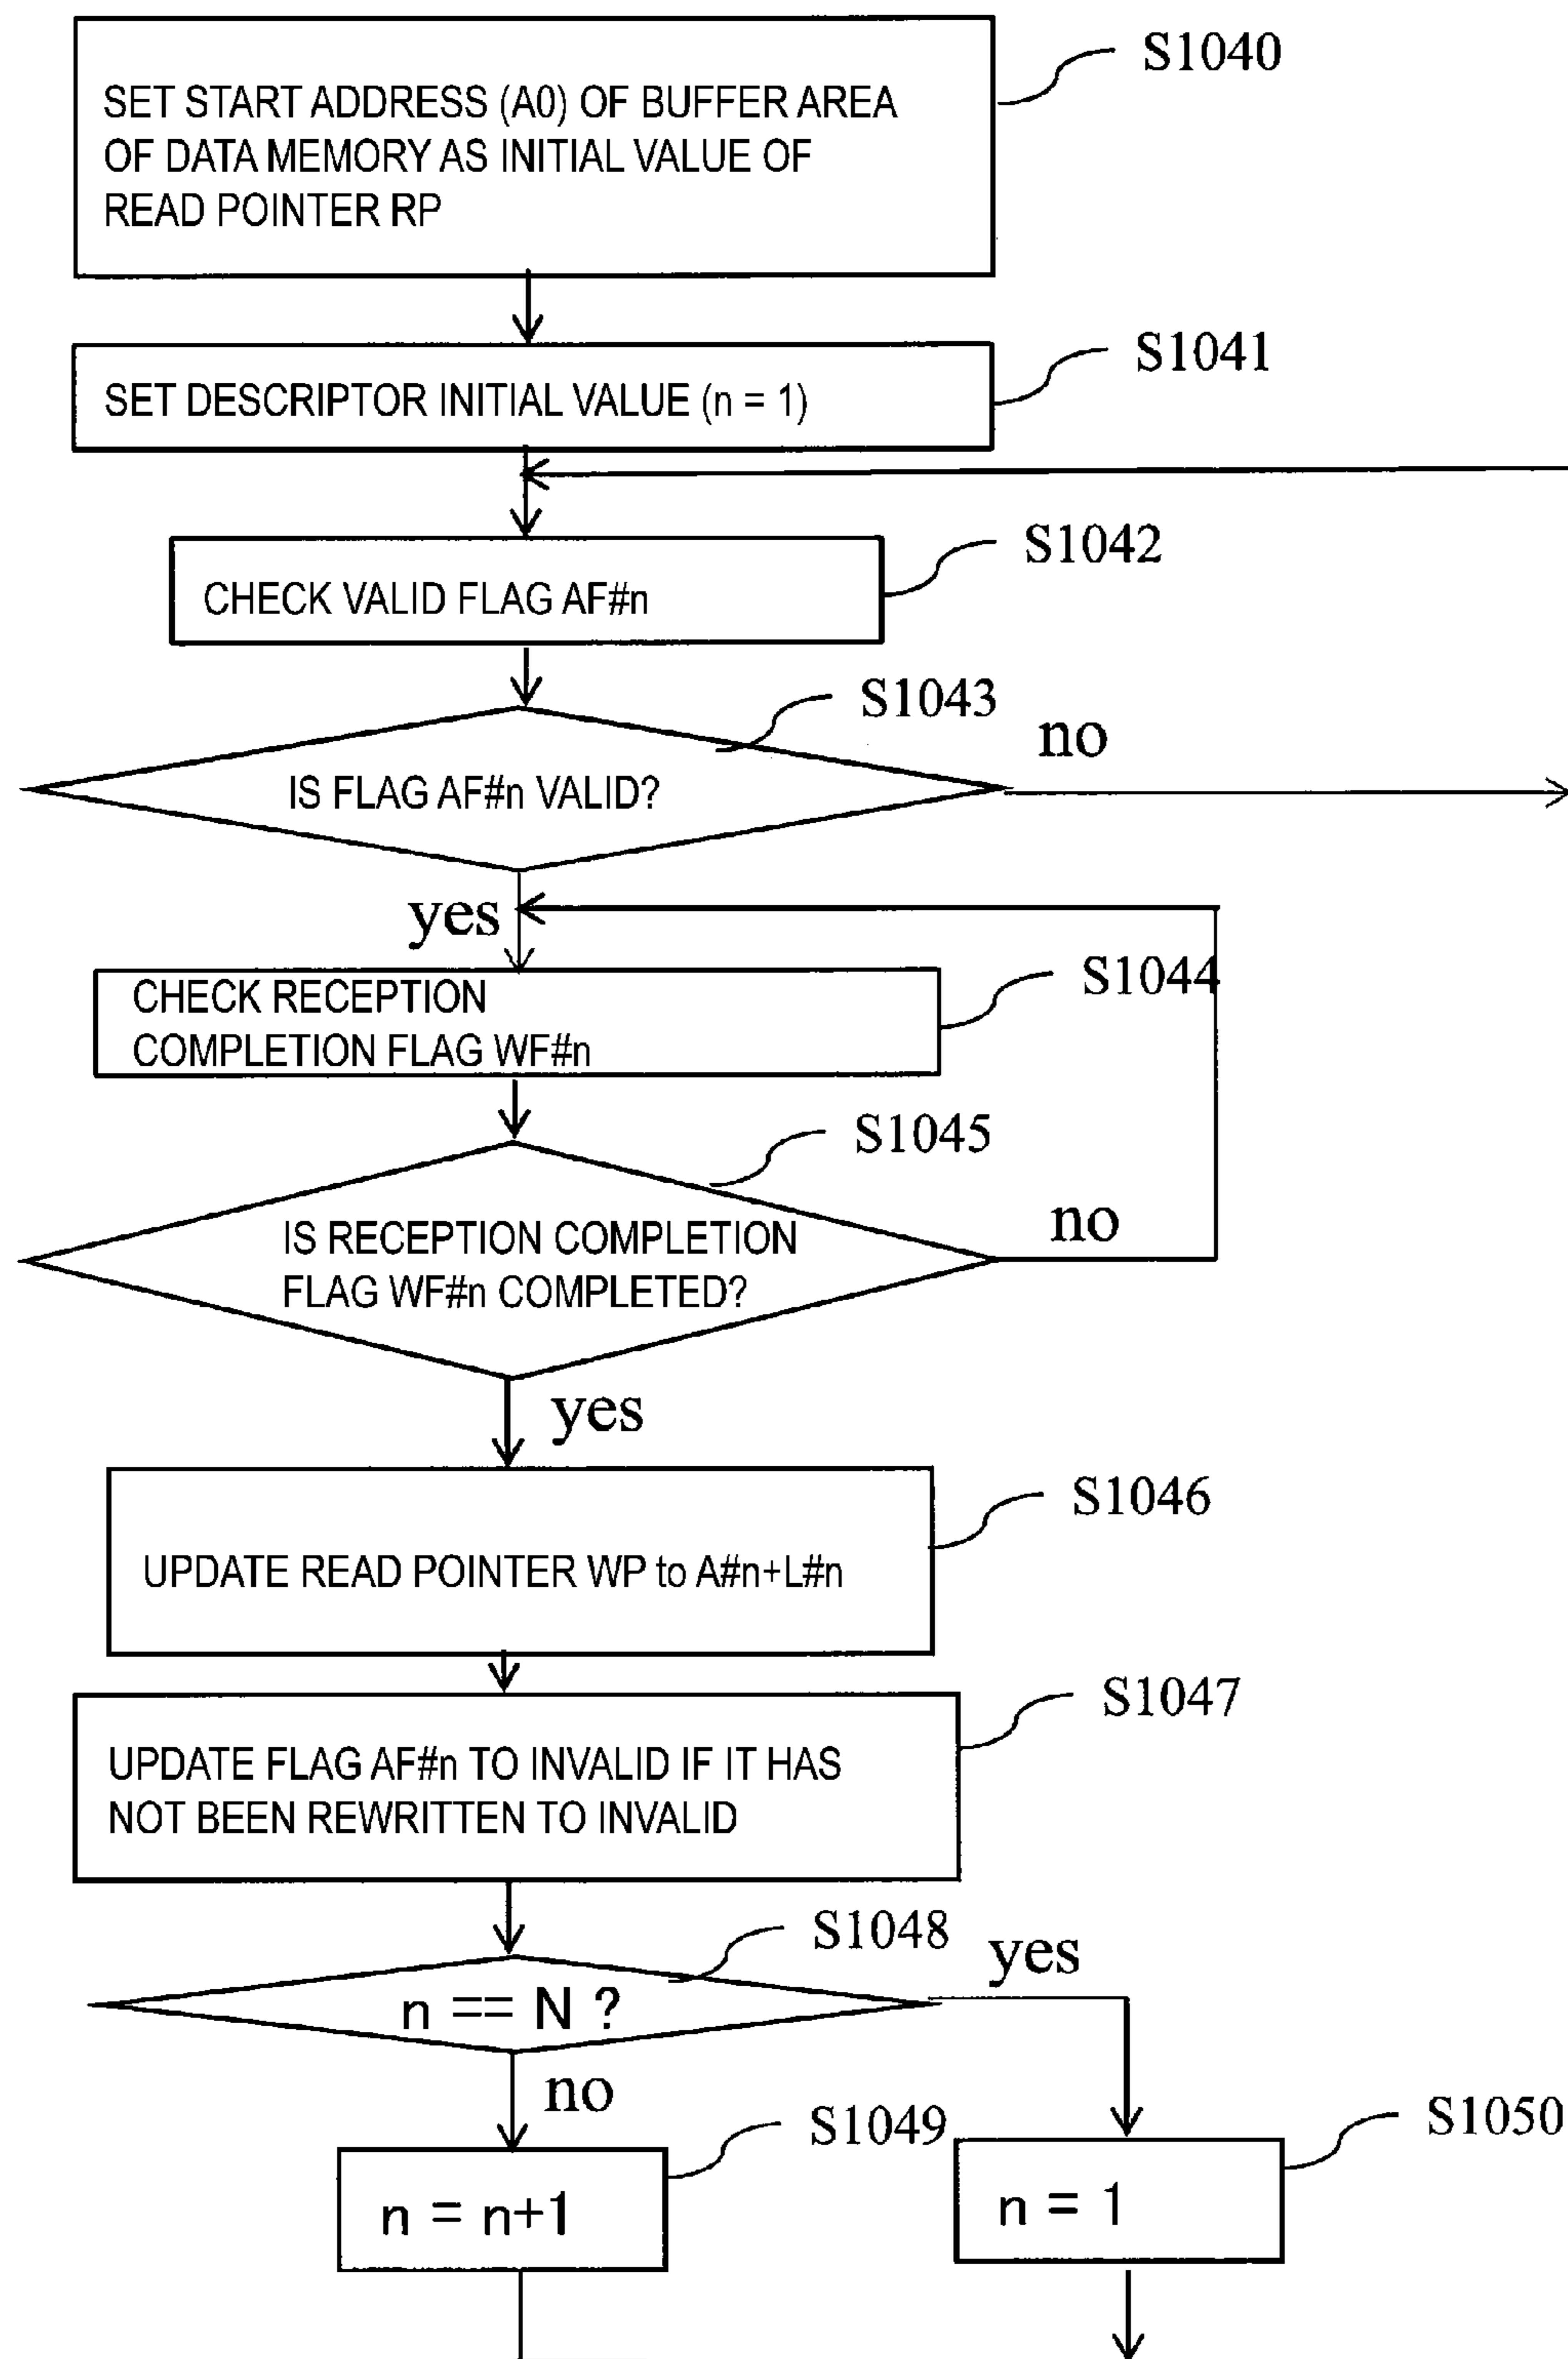 S1040
SET START ADDRESS (A0) OF BUFFER AREA
OF DATA MEMORY AS INITIAL VALUE OF
READ POINTER RP
S1041
SET DESCRIPTOR INITIAL VALUE (n = 1)
S1042
CHECK VALID FLAG AF#n
S1043
no
IS FLAG AF#n VALID?
yes
S1044
CHECK RECEPTION
COMPLETION FLAG WF#n
S1045
no
IS RECEPTION COMPLETION
FLAG WF#n COMPLETED?
yes
S1046
UPDATE READ POINTER WP to A#n+L#n
S1047
UPDATE FLAG AF#n TO INVALID IF IT HAS
NOT BEEN REWRITTEN TO INVALID
S1048
yes
n == N ?
no
S1049
S1050
n = n+1
n = 1